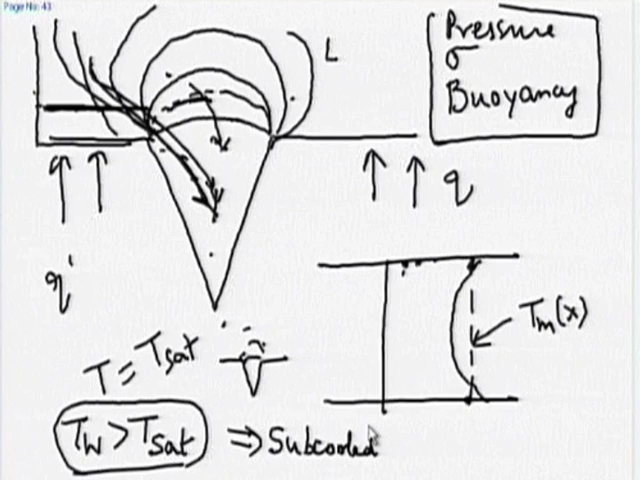 Page No: 43
Pressure
σ
Buoyancy
L
q
q'
T = Tsat
Tm(x)
Tw > Tsat ⇒ Subcooled